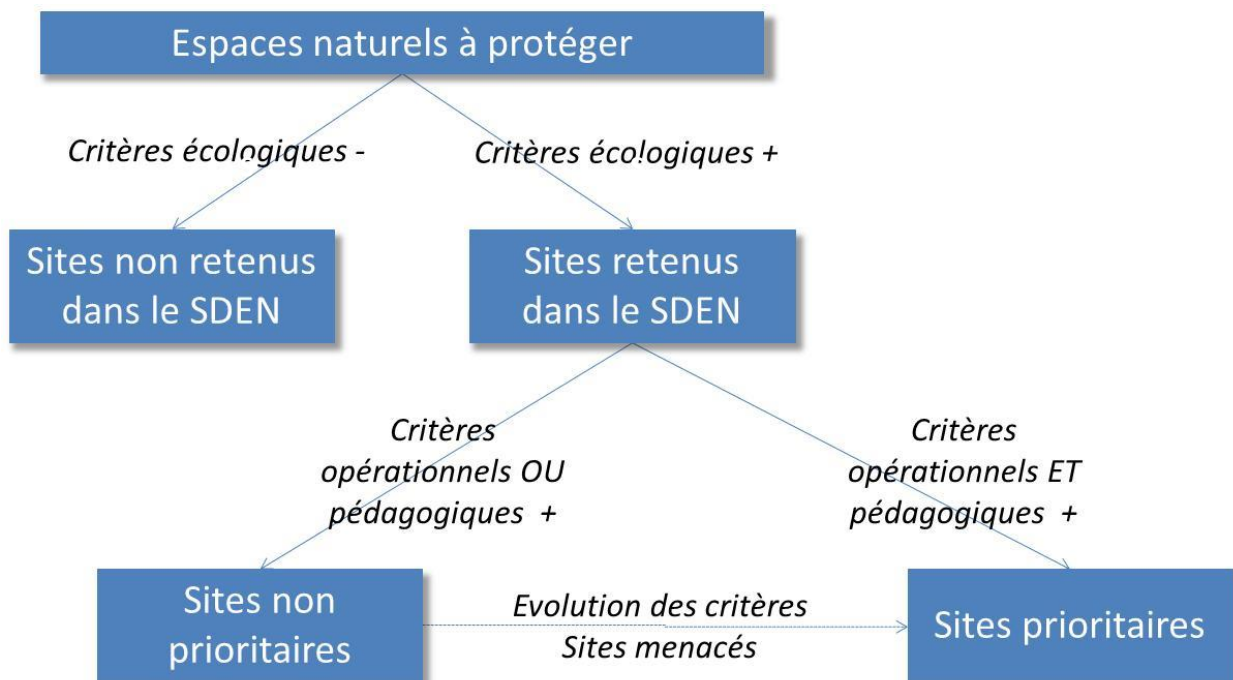 Espaces naturels à protéger
Critères écologiques -
Critères écologiques +
Sites non retenus
dans le SDEN
Sites retenus
dans le SDEN
Critères
opérationnels OU
pédagogiques +
Critères
opérationnels ET
pédagogiques +
Sites non
prioritaires
Evolution des critères
Sites menacés
Sites prioritaires